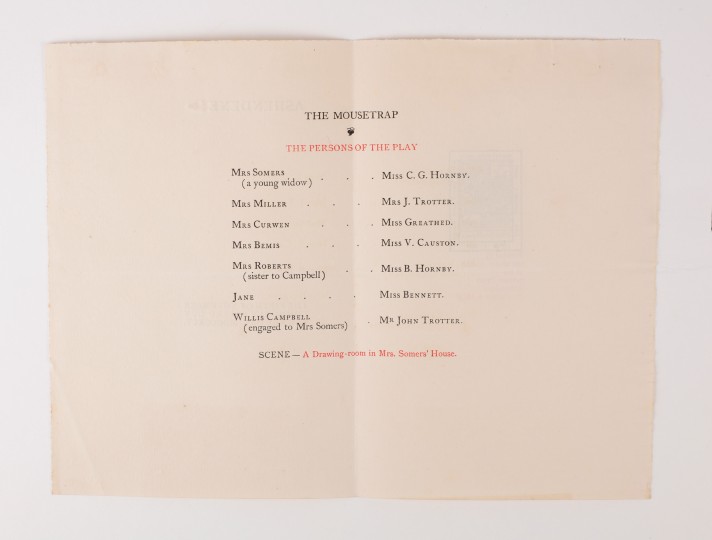 THE MOUSETRAP
THE PERSONS OF THE PLAY
MRS SOMERS . . . MISS C. G. HORNBY.
(a young widow)
MRS MILLER . . . MRS J. TROTTER.
MRS CURWEN . . . MISS GREATHED.
MRS BEMIS . . . MISS V. CAUSTON.
MRS ROBERTS . . MISS B. HORNBY.
(sister to Campbell)
JANE . . . . MISS BENNETT.
WILLIS CAMPBELL . MR JOHN TROTTER.
(engaged to Mrs Somers)
SCENE — A Drawing-room in Mrs. Somers' House.